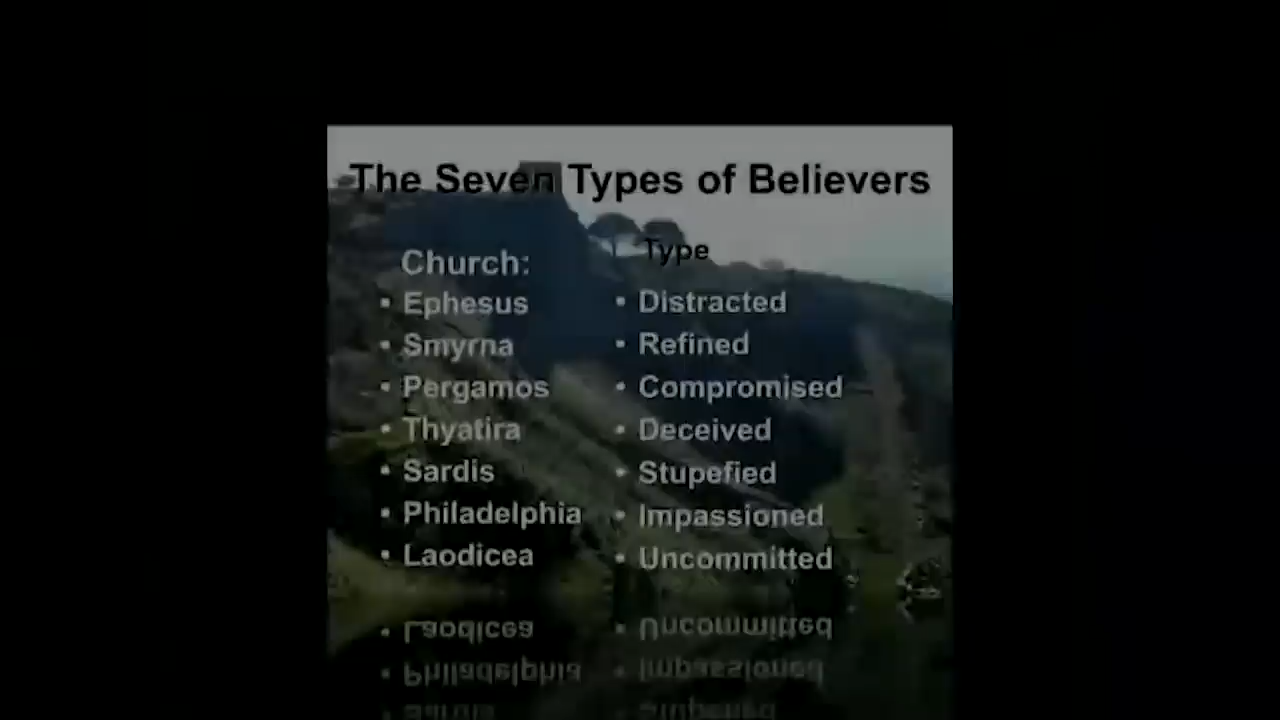 The Seven Types of Believers
Church:
• Ephesus
• Smyrna
• Pergamos
• Thyatira
• Sardis
• Philadelphia
• Laodicea
Type
• Distracted
• Refined
• Compromised
• Deceived
• Stupefied
• Impassioned
• Uncommitted